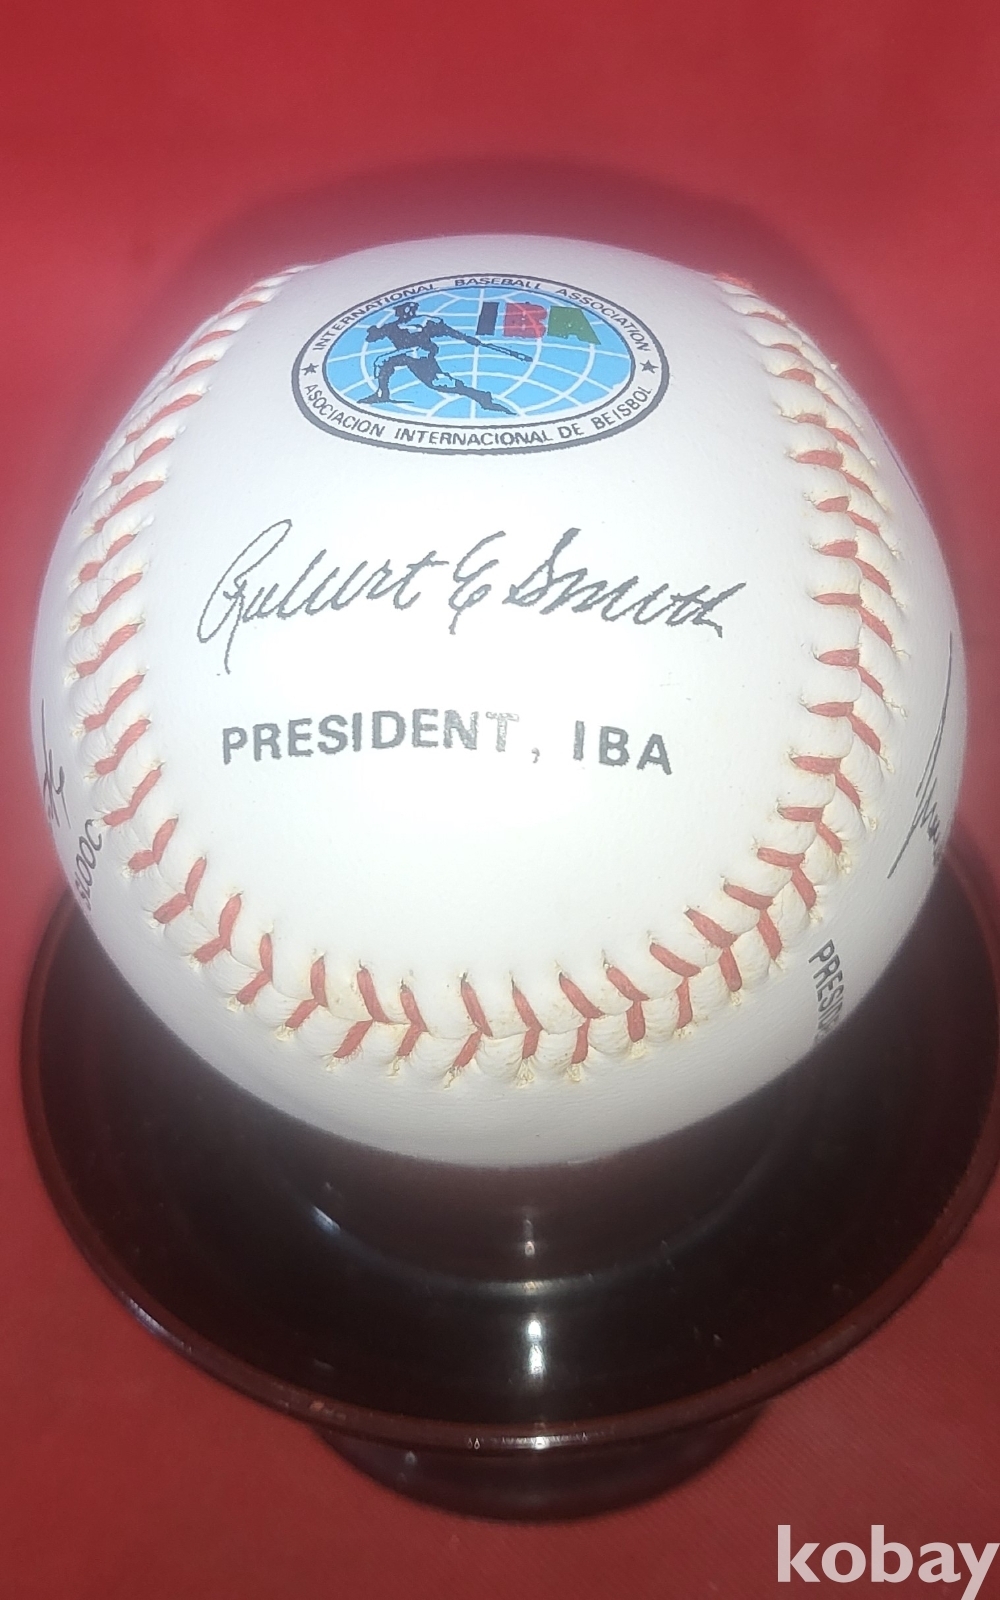 INTERNATIONAL BASEBALL ASSOCIATION
IBA
★ ASOCIACION INTERNACIONAL DE BEISBOL ★
Robert E Smith
PRESIDENT, IBA
kobay